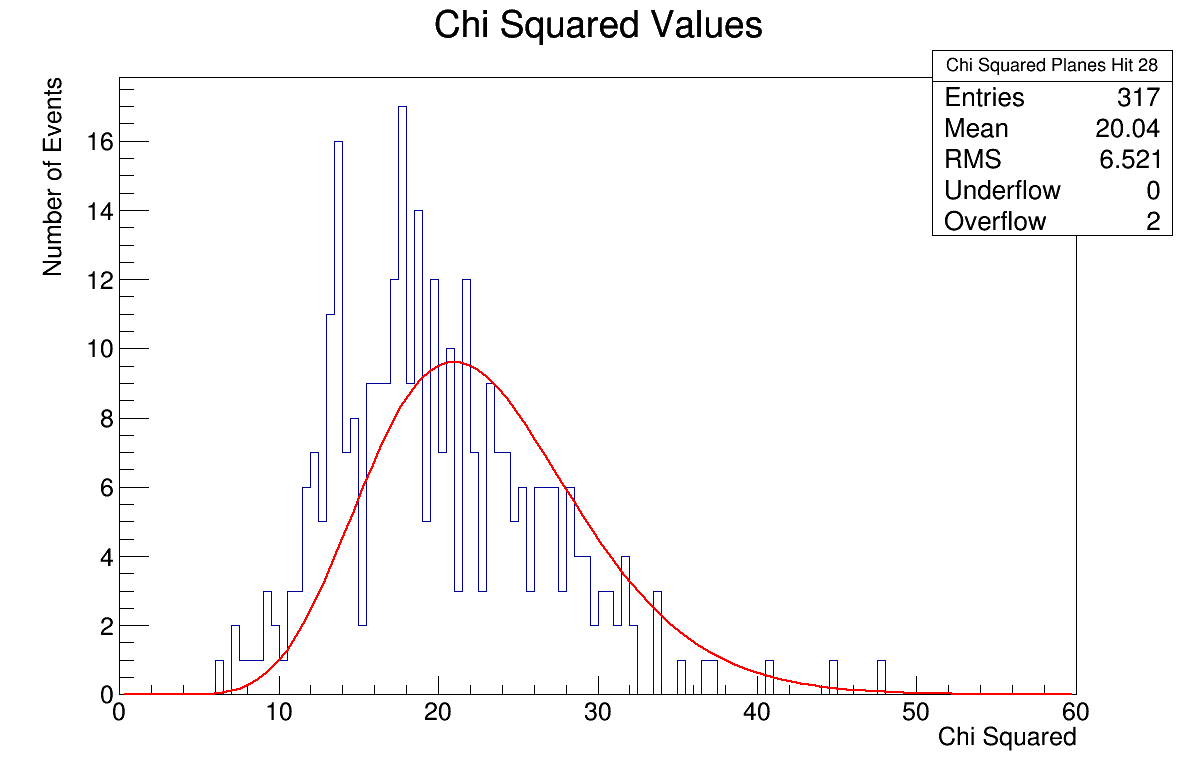 Chi Squared Values
Chi Squared Planes Hit 28
Entries 317
Mean 20.04
RMS 6.521
Underflow 0
Overflow 2
Number of Events
16
14
12
10
8
6
4
2
0
0 10 20 30 40 50 60
Chi Squared